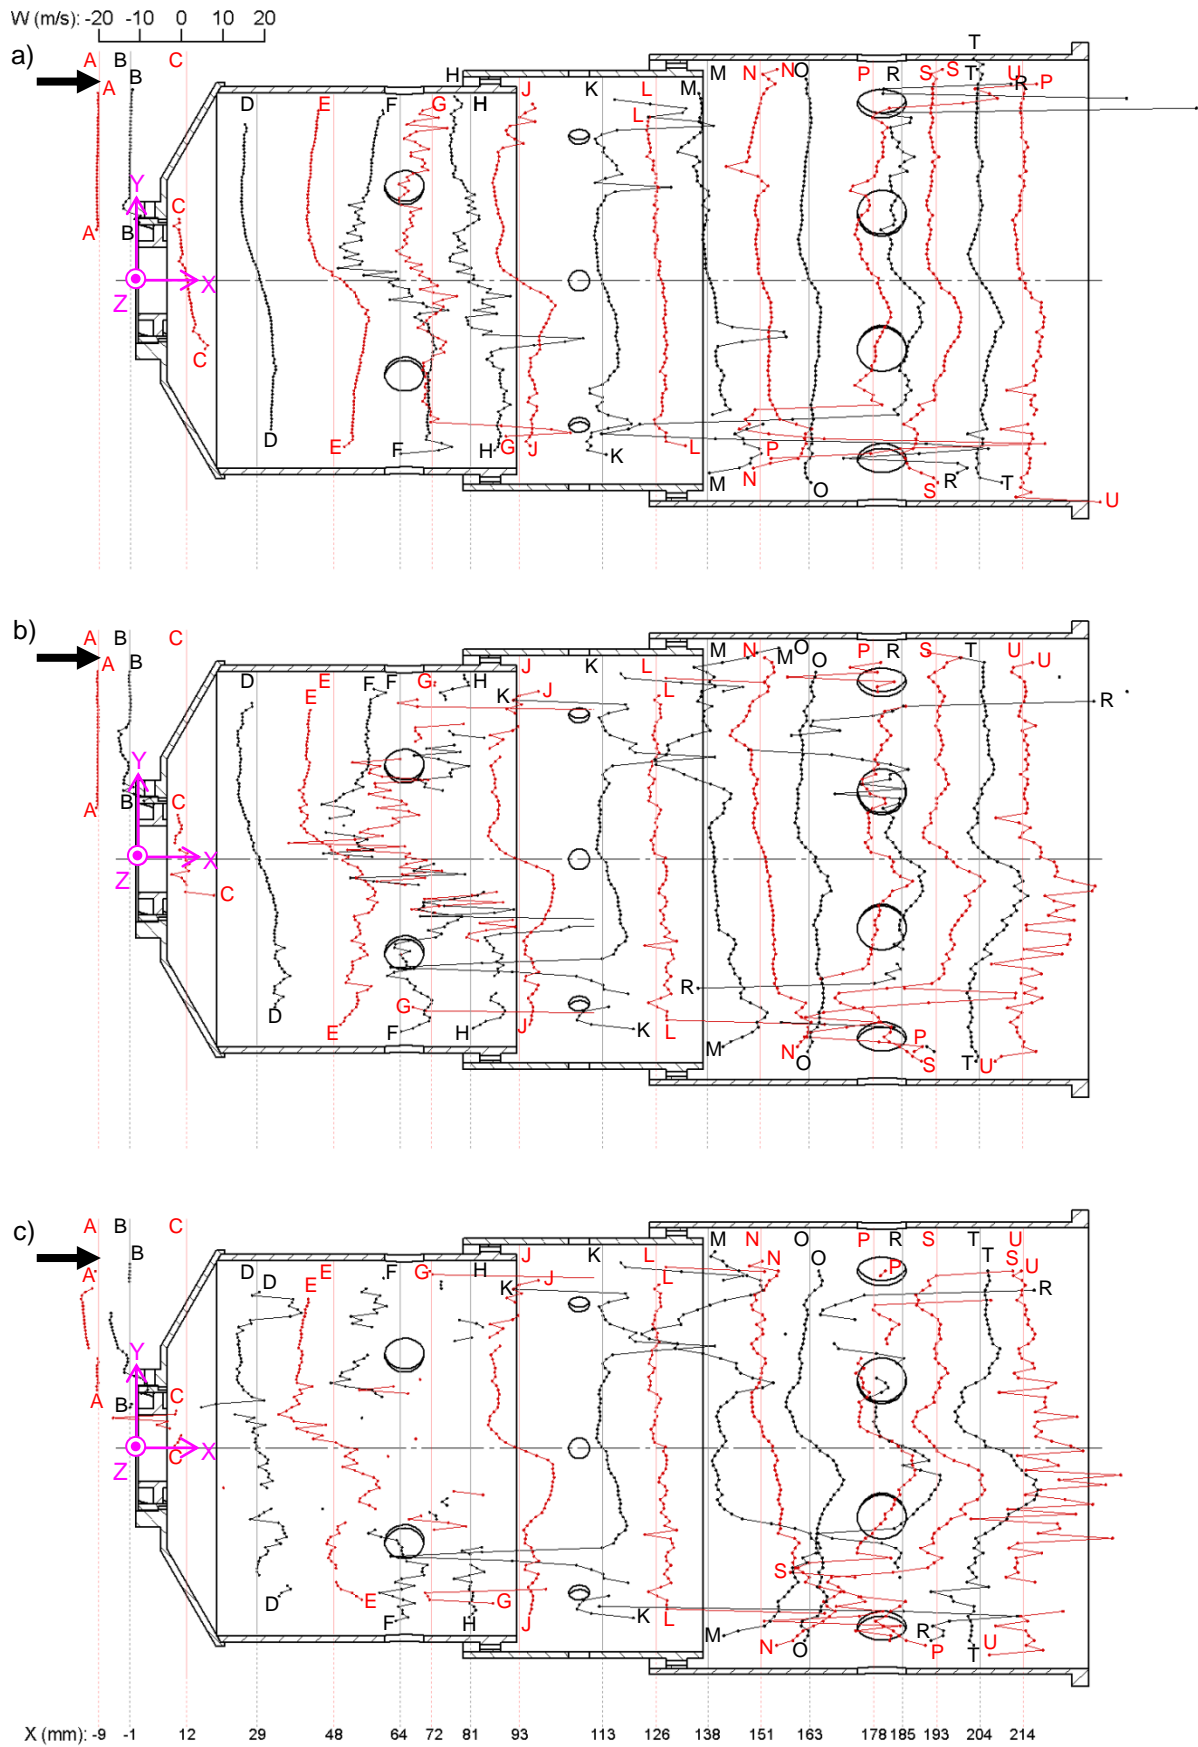 W (m/s): -20 -10 0 10 20
a)
A B C
B
A
D E F G H H J K L M M N N O P R S S T T U R P
L
C
Y
A B
X
Z
C
D E F H G J K L M N P O R S T U
b)
A B C
A B
D E E F F G H J K J K L L M M N O O P R S T U U
R
Y
A B C
X
Z
C
D E F G H J K L R M N O P S T U
c)
A B C
B
A
D D E E F G H J K J K L L M N N O O P P R S T U S U R
Y
A B C
X
Z
C
D E F G H J K L M N O S P R T U
X (mm): -9 -1 12 29 48 64 72 81 93 113 126 138 151 163 178 185 193 204 214